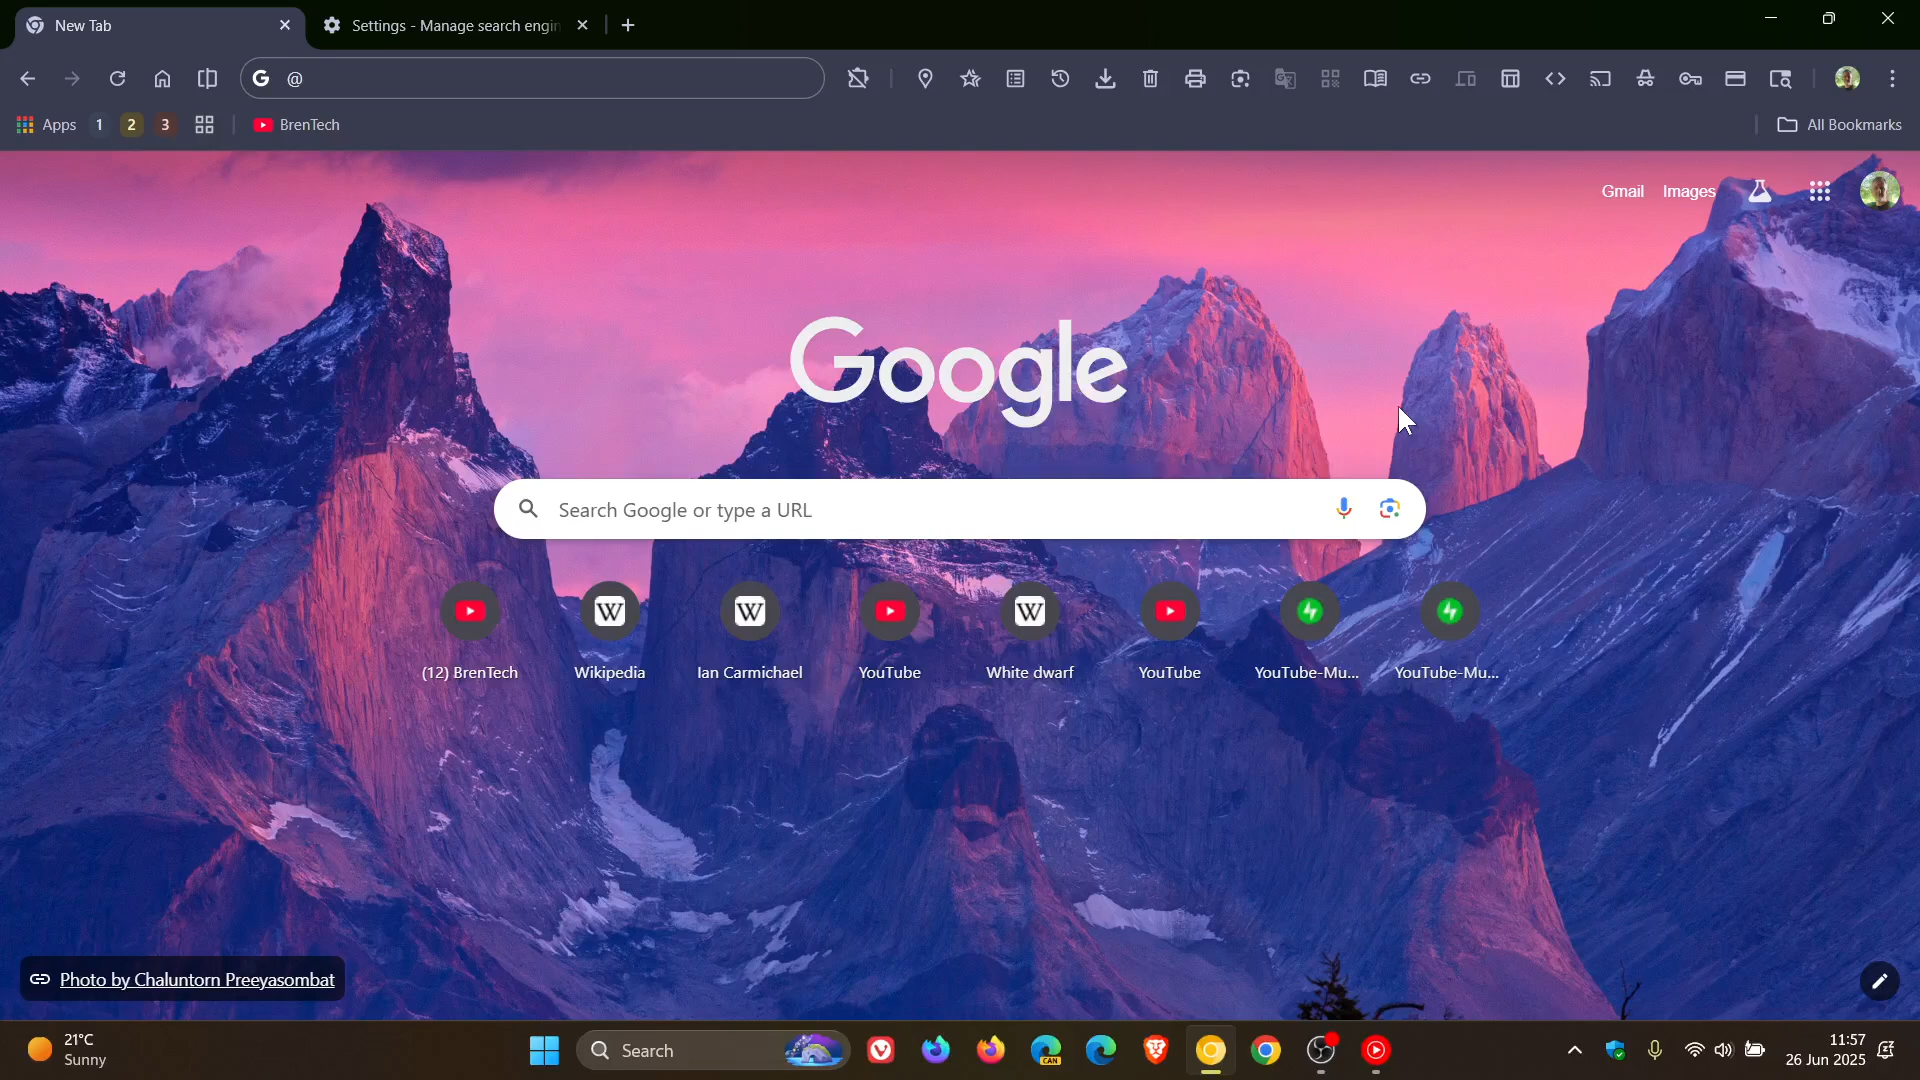 New Tab
Settings - Manage search engin
@
Apps
1
2
3
BrenTech
All Bookmarks
Gmail
Images
Google
Search Google or type a URL
(12) BrenTech
Wikipedia
Ian Carmichael
YouTube
White dwarf
YouTube
YouTube-Mu...
YouTube-Mu...
Photo by Chaluntorn Preeyasombat
21°C
Sunny
Search
CAN
11:57
26 Jun 2025